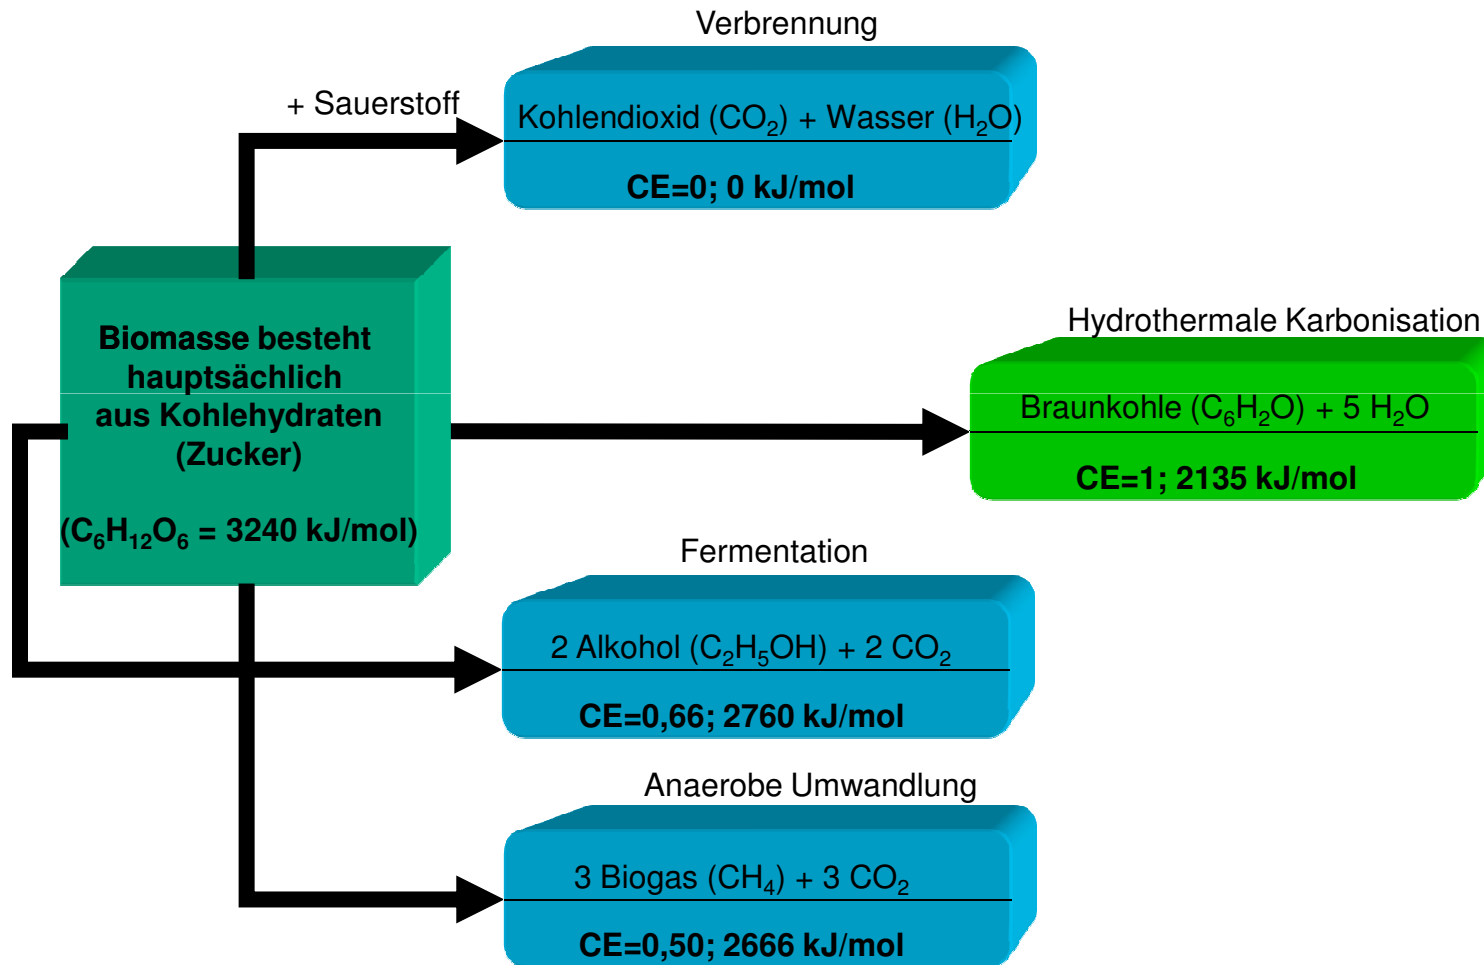 Verbrennung
+ Sauerstoff
Kohlendioxid (CO₂) + Wasser (H₂O)
CE=0; 0 kJ/mol
Biomasse besteht
hauptsächlich
aus Kohlehydraten
(Zucker)
(C₆H₁₂O₆ = 3240 kJ/mol)
Hydrothermale Karbonisation
Braunkohle (C₆H₂O) + 5 H₂O
CE=1; 2135 kJ/mol
Fermentation
2 Alkohol (C₂H₅OH) + 2 CO₂
CE=0,66; 2760 kJ/mol
Anaerobe Umwandlung
3 Biogas (CH₄) + 3 CO₂
CE=0,50; 2666 kJ/mol